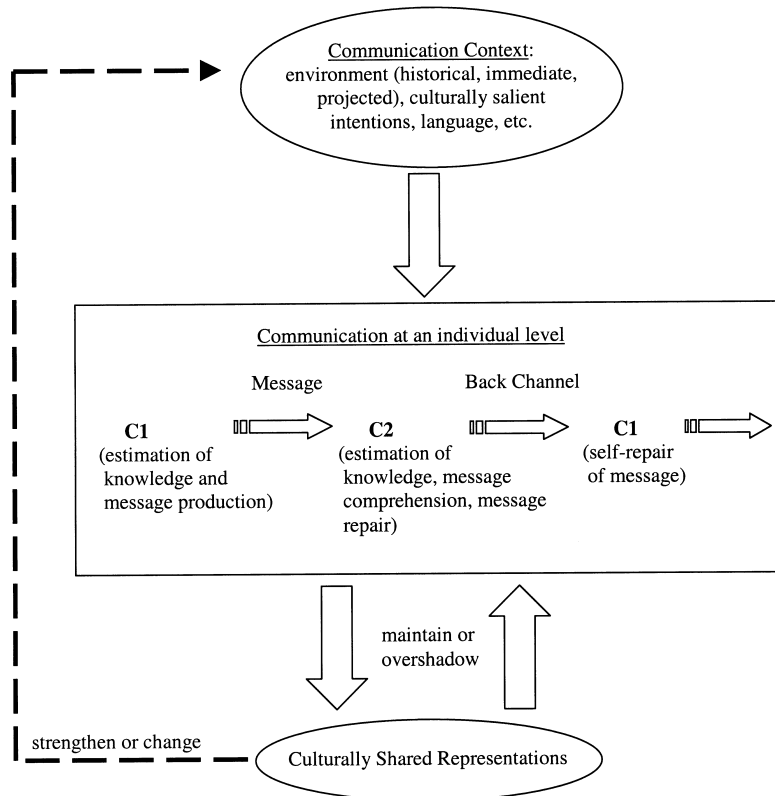 Communication Context:
environment (historical, immediate,
projected), culturally salient
intentions, language, etc.
Communication at an individual level
Message
Back Channel
C1
(estimation of
knowledge and
message production)
C2
(estimation of
knowledge, message
comprehension, message
repair)
C1
(self-repair
of message)
maintain or
overshadow
strengthen or change
Culturally Shared Representations